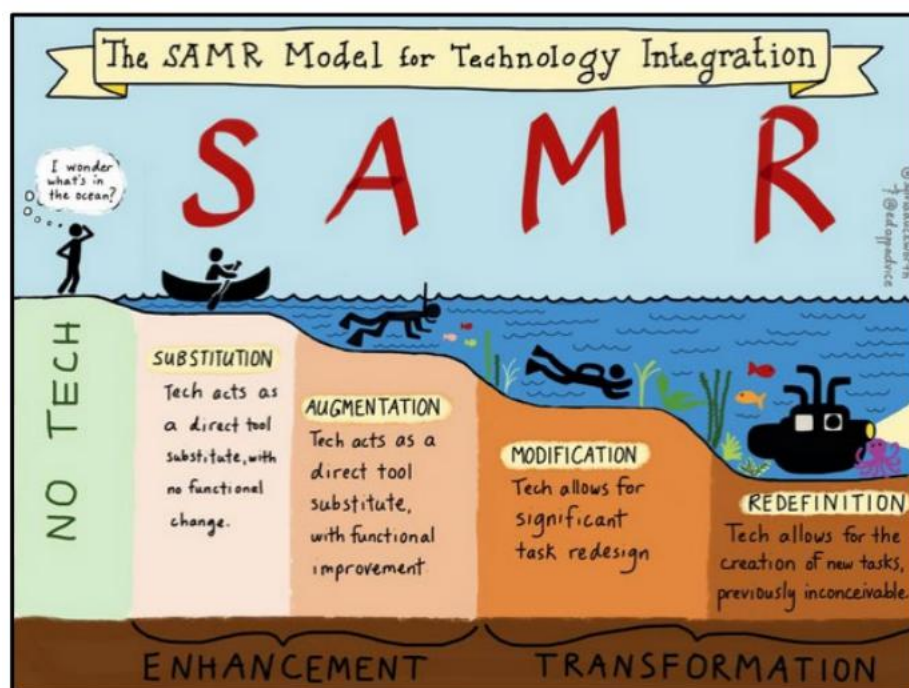 The SAMR Model for Technology Integration
S A M R
I wonder
what's in
the ocean?
@edappadvice
NO TECH
SUBSTITUTION
Tech acts as
a direct tool
substitute, with
no functional
change.
AUGMENTATION
Tech acts as a
direct tool
substitute,
with functional
improvement
MODIFICATION
Tech allows for
significant
task redesign
REDEFINITION
Tech allows for the
creation of new tasks,
previously inconceivable.
ENHANCEMENT
TRANSFORMATION